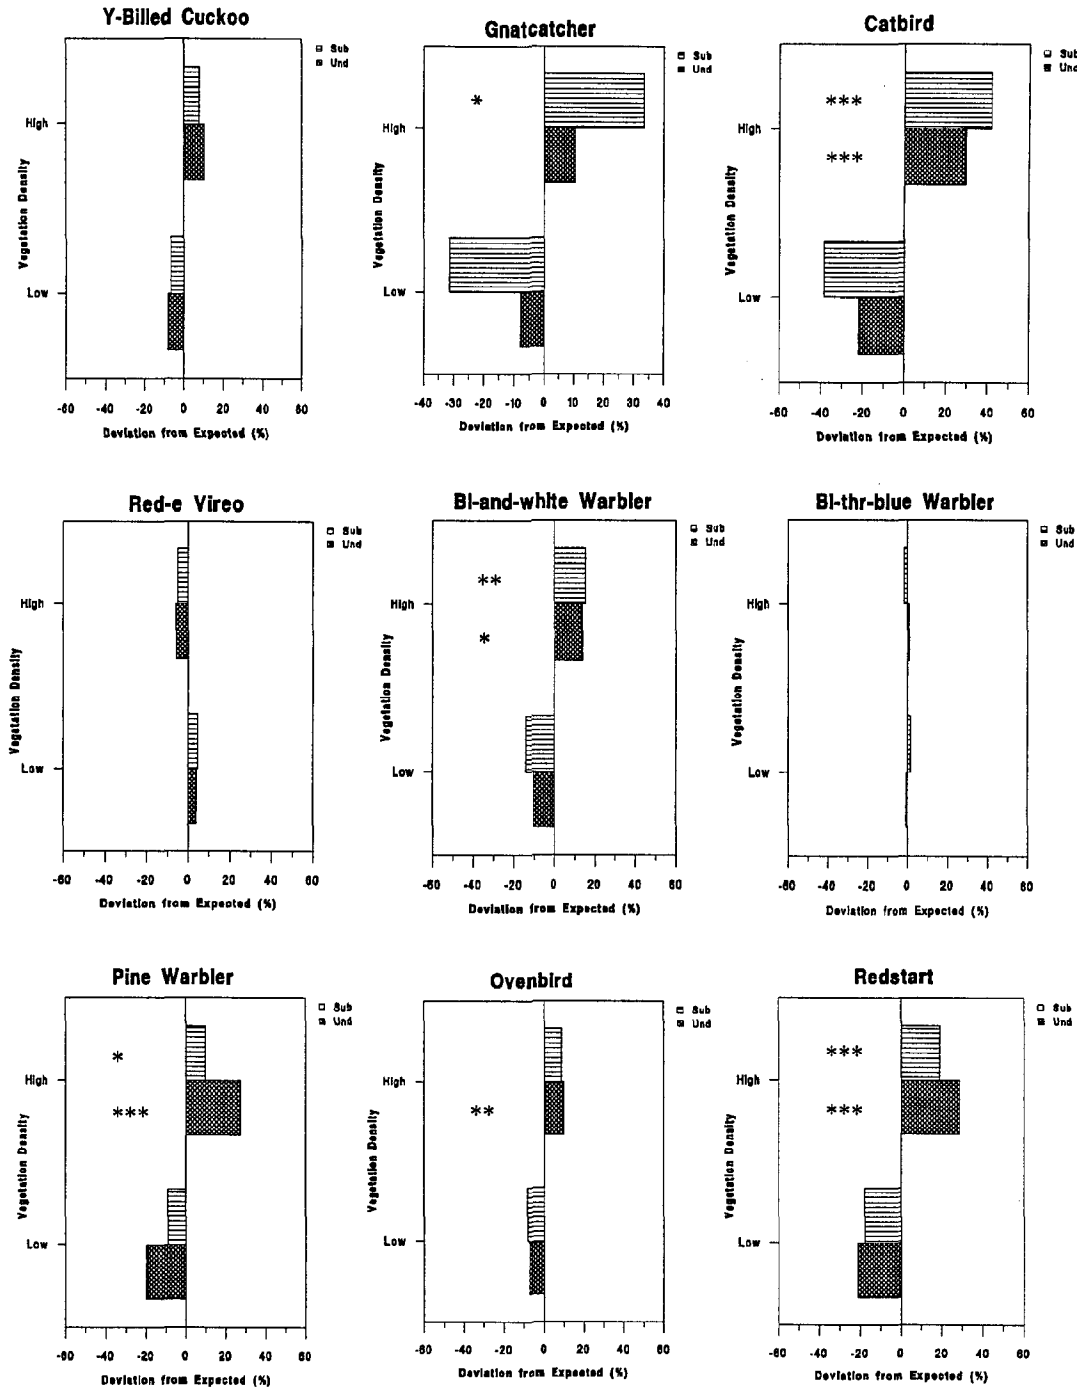 Y-Billed Cuckoo
Sub
Und
High
Low
Vegetation Density
-60 -40 -20 0 20 40 60
Deviation from Expected (%)
Gnatcatcher
Sub
Und
*
High
Low
Vegetation Density
-40 -30 -20 -10 0 10 20 30 40
Deviation from Expected (%)
Catbird
Sub
Und
***
High
***
Low
Vegetation Density
-60 -40 -20 0 20 40 60
Deviation from Expected (%)
Red-e Vireo
Sub
Und
High
Low
Vegetation Density
-60 -40 -20 0 20 40 60
Deviation from Expected (%)
Bl-and-white Warbler
Sub
Und
**
High
*
Low
Vegetation Density
-60 -40 -20 0 20 40 60
Deviation from Expected (%)
Bl-thr-blue Warbler
Sub
Und
High
Low
Vegetation Density
-60 -40 -20 0 20 40 60
Deviation from Expected (%)
Pine Warbler
Sub
Und
*
High
***
Low
Vegetation Density
-60 -40 -20 0 20 40 60
Deviation from Expected (%)
Ovenbird
Sub
Und
High
**
Low
Vegetation Density
-60 -40 -20 0 20 40 60
Deviation from Expected (%)
Redstart
Sub
Und
***
High
***
Low
Vegetation Density
-60 -40 -20 0 20 40 60
Deviation from Expected (%)